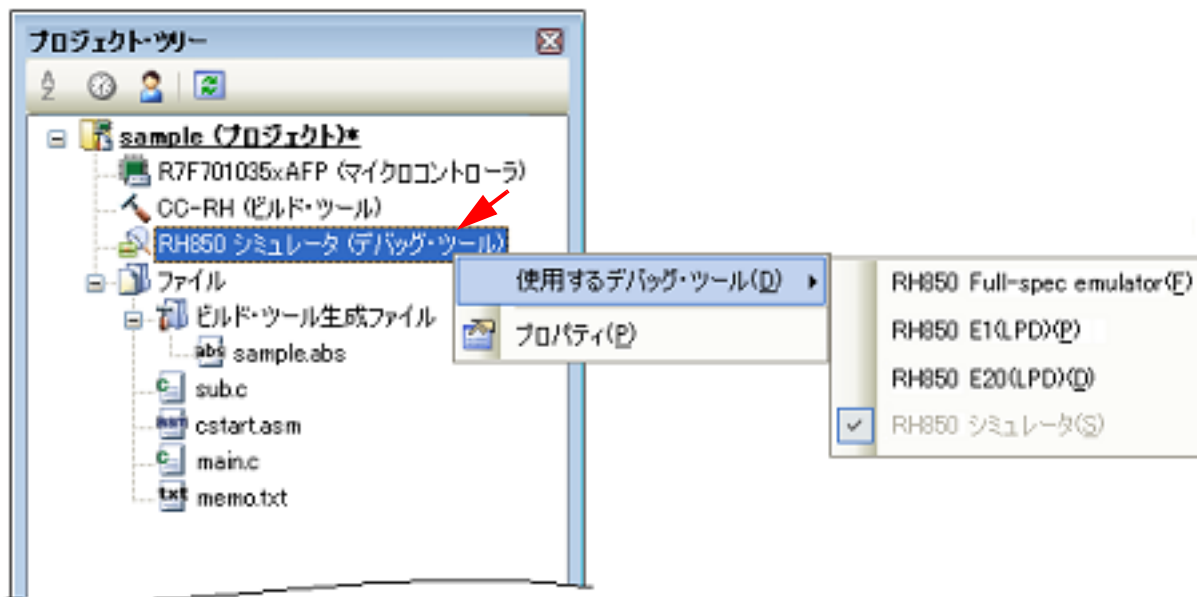 プロジェクト・ツリー
sample (プロジェクト)*
R7F701035xAFP (マイクロコントローラ)
CC-RH (ビルド・ツール)
RH850 シミュレータ (デバッグ・ツール)
ファイル
ビルド・ツール生成ファイル
abs sample.abs
c sub.c
asm cstart.asm
c main.c
txt memo.txt
使用するデバッグ・ツール(D)
プロパティ(P)
RH850 Full-spec emulator(F)
RH850 E1(LPD)(P)
RH850 E20(LPD)(D)
RH850 シミュレータ(S)